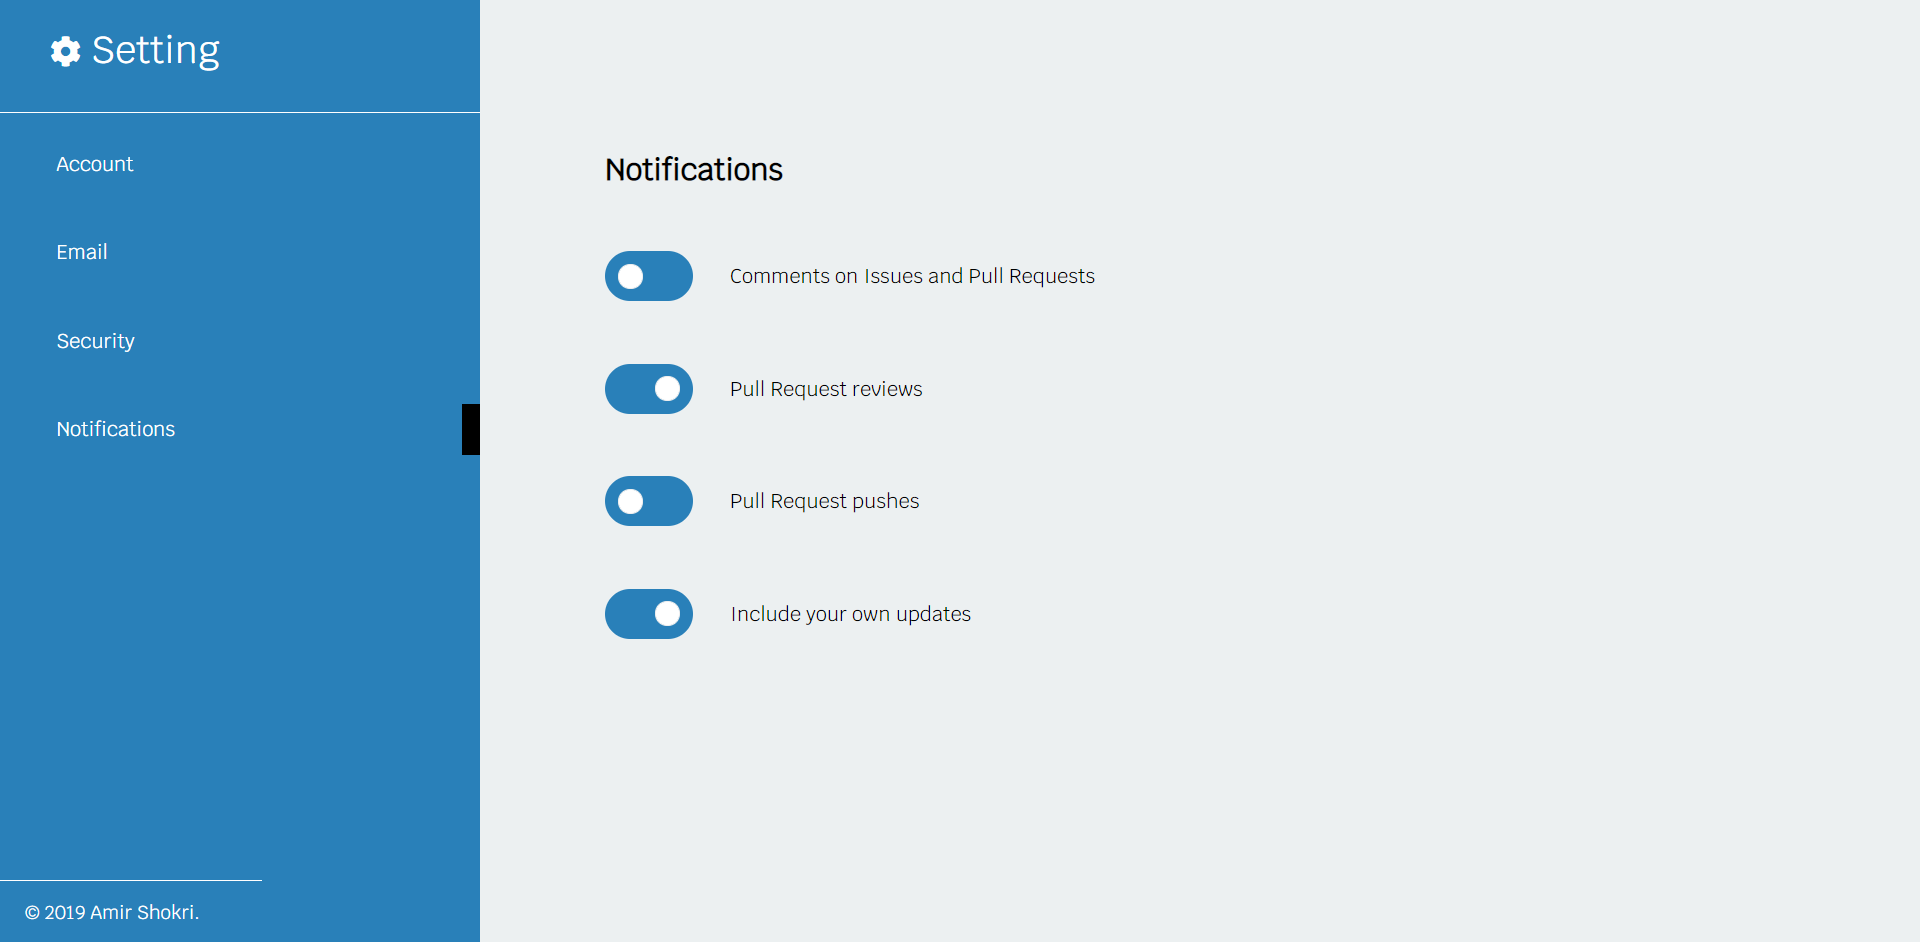 Setting
Account
Email
Security
Notifications
© 2019 Amir Shokri.
Notifications
Comments on Issues and Pull Requests
Pull Request reviews
Pull Request pushes
Include your own updates